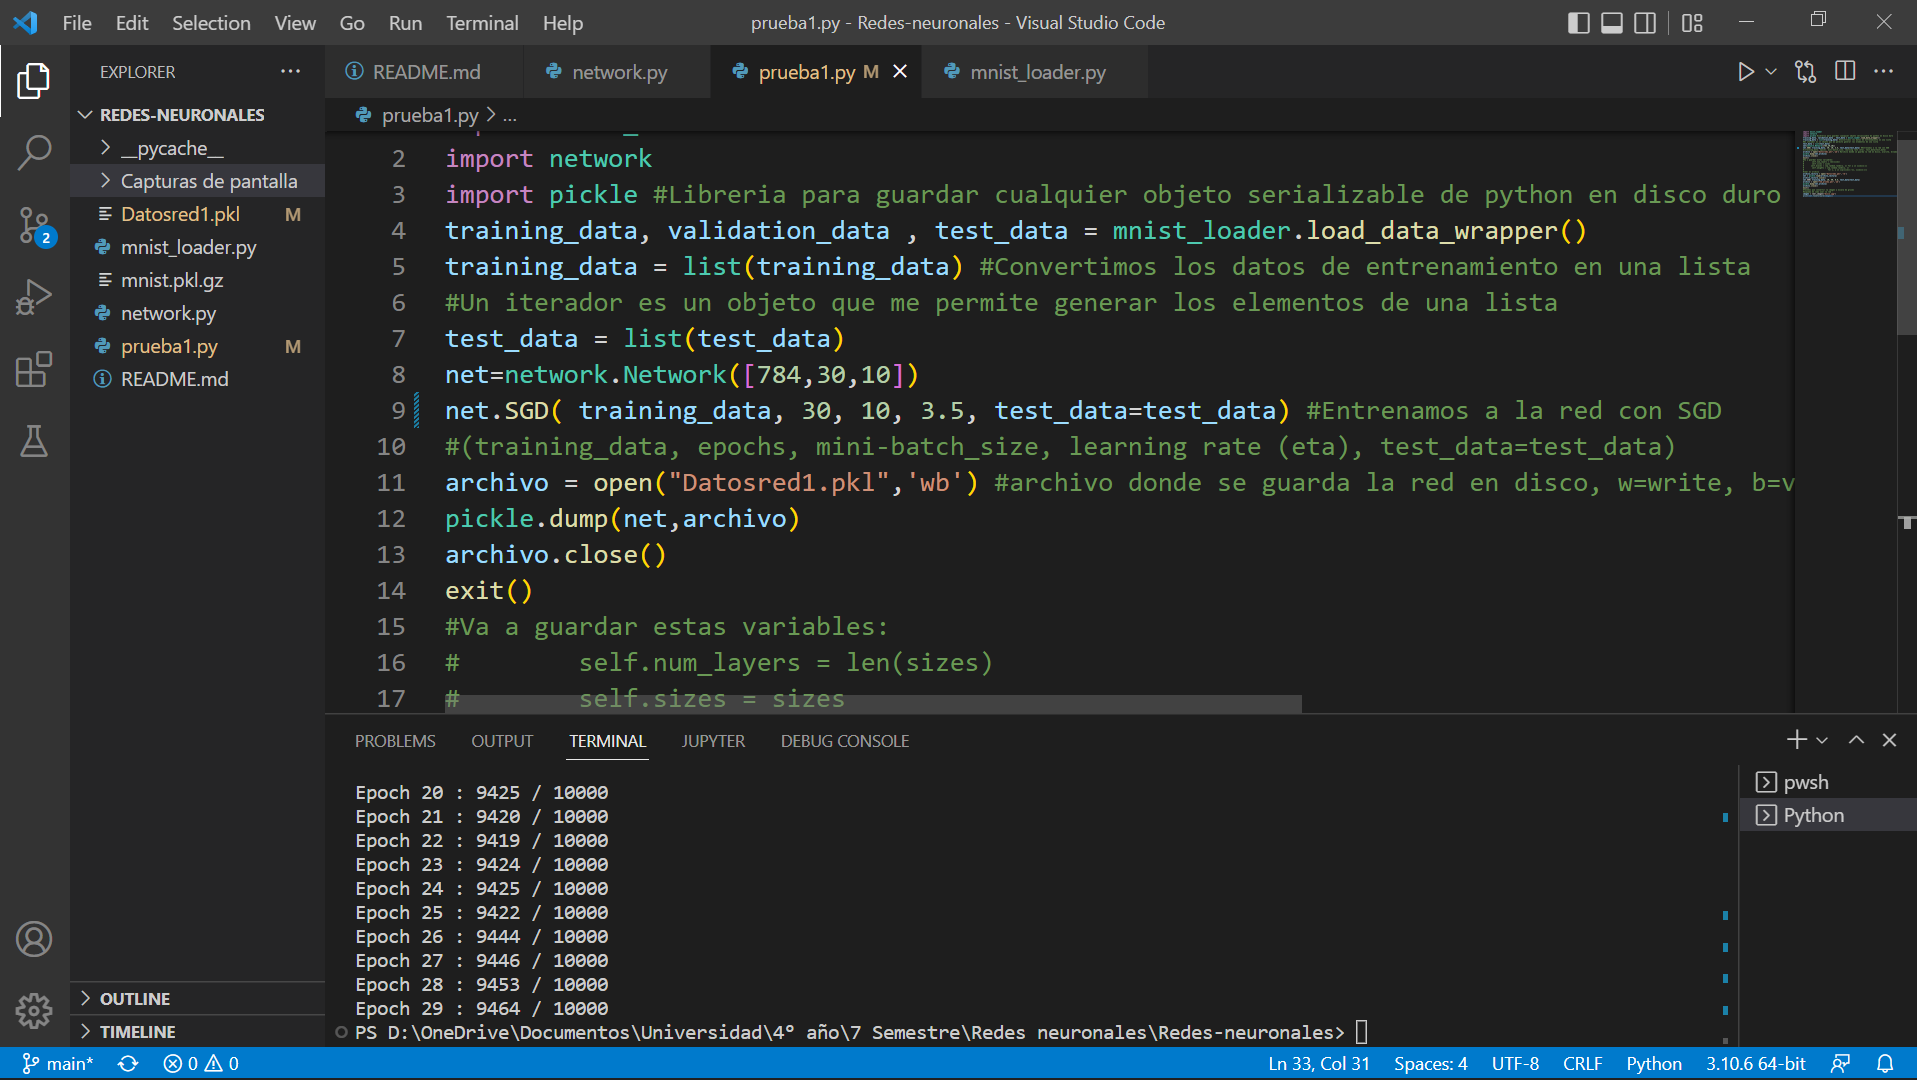 File Edit Selection View Go Run Terminal Help
prueba1.py - Redes-neuronales - Visual Studio Code
EXPLORER
REDES-NEURONALES
__pycache__
Capturas de pantalla
Datosred1.pkl M
mnist_loader.py
mnist.pkl.gz
network.py
prueba1.py M
README.md
OUTLINE
TIMELINE
2
README.md network.py prueba1.py M mnist_loader.py
prueba1.py > ...
2 import network
3 import pickle #Libreria para guardar cualquier objeto serializable de python en disco duro
4 training_data, validation_data , test_data = mnist_loader.load_data_wrapper()
5 training_data = list(training_data) #Convertimos los datos de entrenamiento en una lista
6 #Un iterador es un objeto que me permite generar los elementos de una lista
7 test_data = list(test_data)
8 net=network.Network([784,30,10])
9 net.SGD( training_data, 30, 10, 3.5, test_data=test_data) #Entrenamos a la red con SGD
10 #(training_data, epochs, mini-batch_size, learning rate (eta), test_data=test_data)
11 archivo = open("Datosred1.pkl",'wb') #archivo donde se guarda la red en disco, w=write, b=v
12 pickle.dump(net,archivo)
13 archivo.close()
14 exit()
15 #Va a guardar estas variables:
16 #        self.num_layers = len(sizes)
17 #        self.sizes = sizes
PROBLEMS OUTPUT TERMINAL JUPYTER DEBUG CONSOLE
pwsh
Python
Epoch 20 : 9425 / 10000
Epoch 21 : 9420 / 10000
Epoch 22 : 9419 / 10000
Epoch 23 : 9424 / 10000
Epoch 24 : 9425 / 10000
Epoch 25 : 9422 / 10000
Epoch 26 : 9444 / 10000
Epoch 27 : 9446 / 10000
Epoch 28 : 9453 / 10000
Epoch 29 : 9464 / 10000
PS D:\OneDrive\Documentos\Universidad\4º año\7 Semestre\Redes neuronales\Redes-neuronales>
main* 0 0 Ln 33, Col 31 Spaces: 4 UTF-8 CRLF Python 3.10.6 64-bit